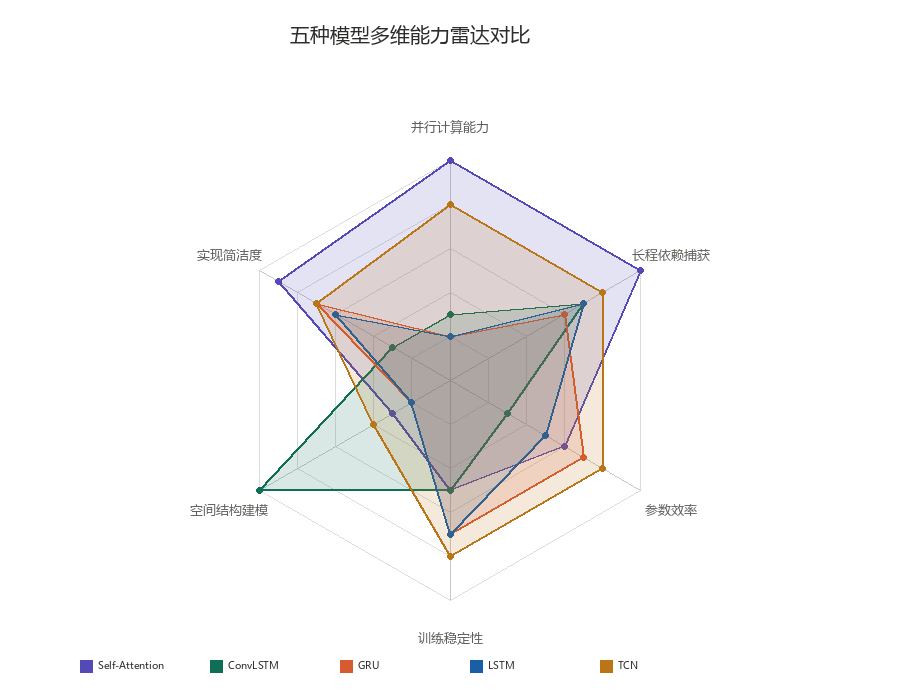 五种模型多维能力雷达对比
并行计算能力
实现简洁度
长程依赖捕获
空间结构建模
参数效率
训练稳定性
Self-Attention
ConvLSTM
GRU
LSTM
TCN